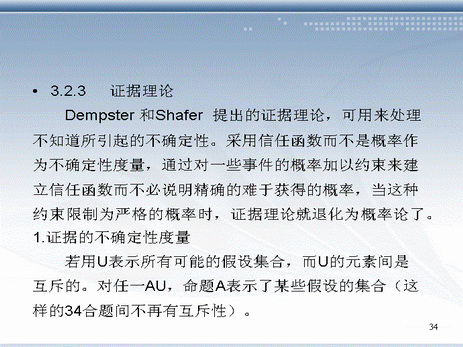 • 3.2.3 证据理论
Dempster 和Shafer 提出的证据理论，可用来处理
不知道所引起的不确定性。采用信任函数而不是概率作
为不确定性度量，通过对一些事件的概率加以约束来建
立信任函数而不必说明精确的难于获得的概率，当这种
约束限制为严格的概率时，证据理论就退化为概率论了。
1.证据的不确定性度量
若用U表示所有可能的假设集合，而U的元素间是
互斥的。对任一AU，命题A表示了某些假设的集合（这
样的34合题间不再有互斥性）。
34